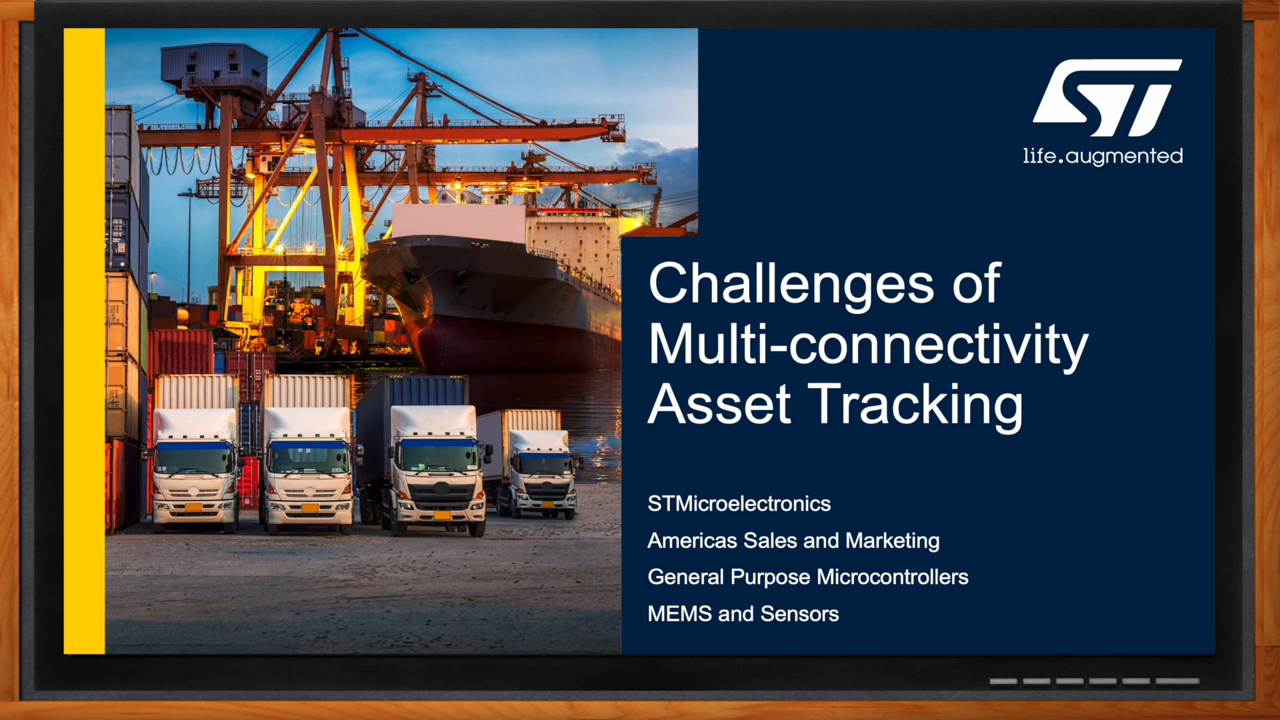 ST
life.augmented
Challenges of
Multi-connectivity
Asset Tracking
STMicroelectronics
Americas Sales and Marketing
General Purpose Microcontrollers
MEMS and Sensors